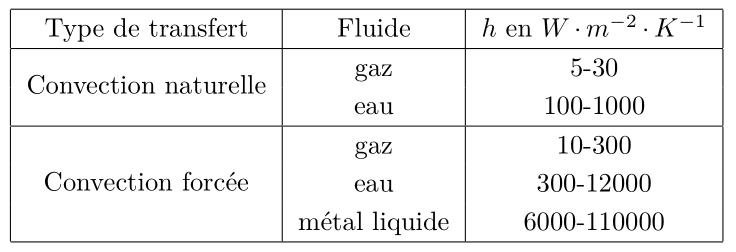 Type de transfert Fluide h en W · m⁻² · K⁻¹
Convection naturelle gaz 5-30
eau 100-1000
Convection forcée gaz 10-300
eau 300-12000
métal liquide 6000-110000